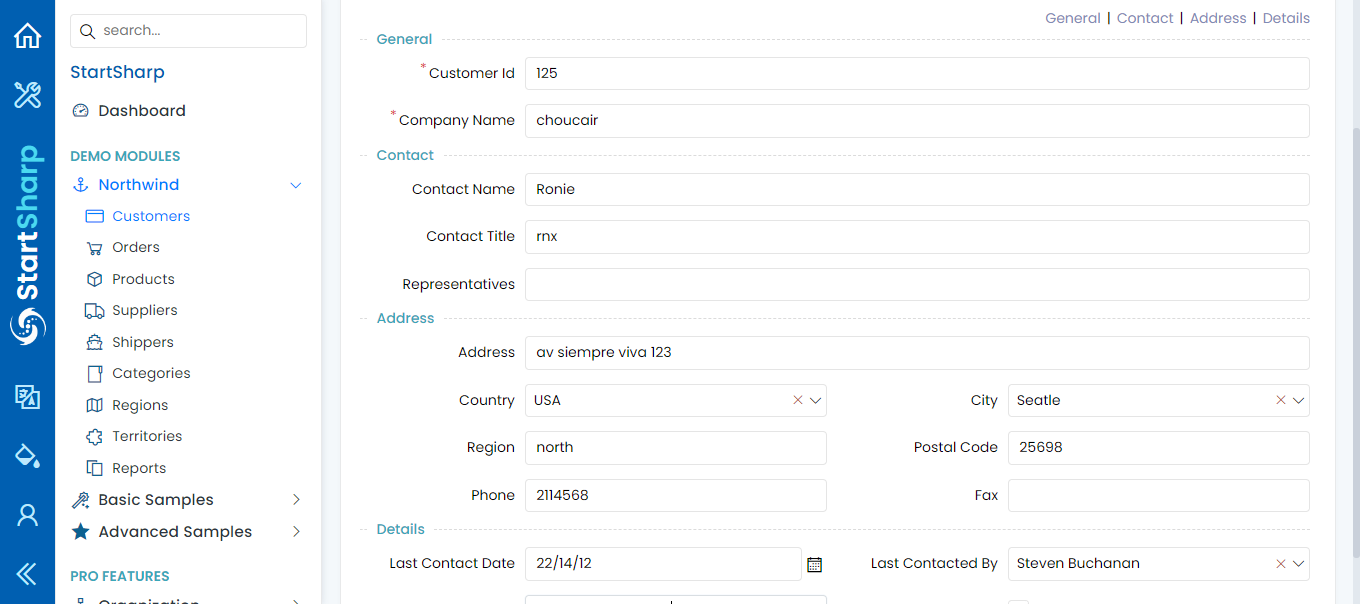 StartSharp
search...
StartSharp
Dashboard
DEMO MODULES
Northwind
Customers
Orders
Products
Suppliers
Shippers
Categories
Regions
Territories
Reports
Basic Samples
Advanced Samples
PRO FEATURES
General | Contact | Address | Details
General
*Customer Id 125
*Company Name choucair
Contact
Contact Name Ronie
Contact Title rnx
Representatives
Address
Address av siempre viva 123
Country USA City Seatle
Region north Postal Code 25698
Phone 2114568 Fax
Details
Last Contact Date 22/14/12 Last Contacted By Steven Buchanan